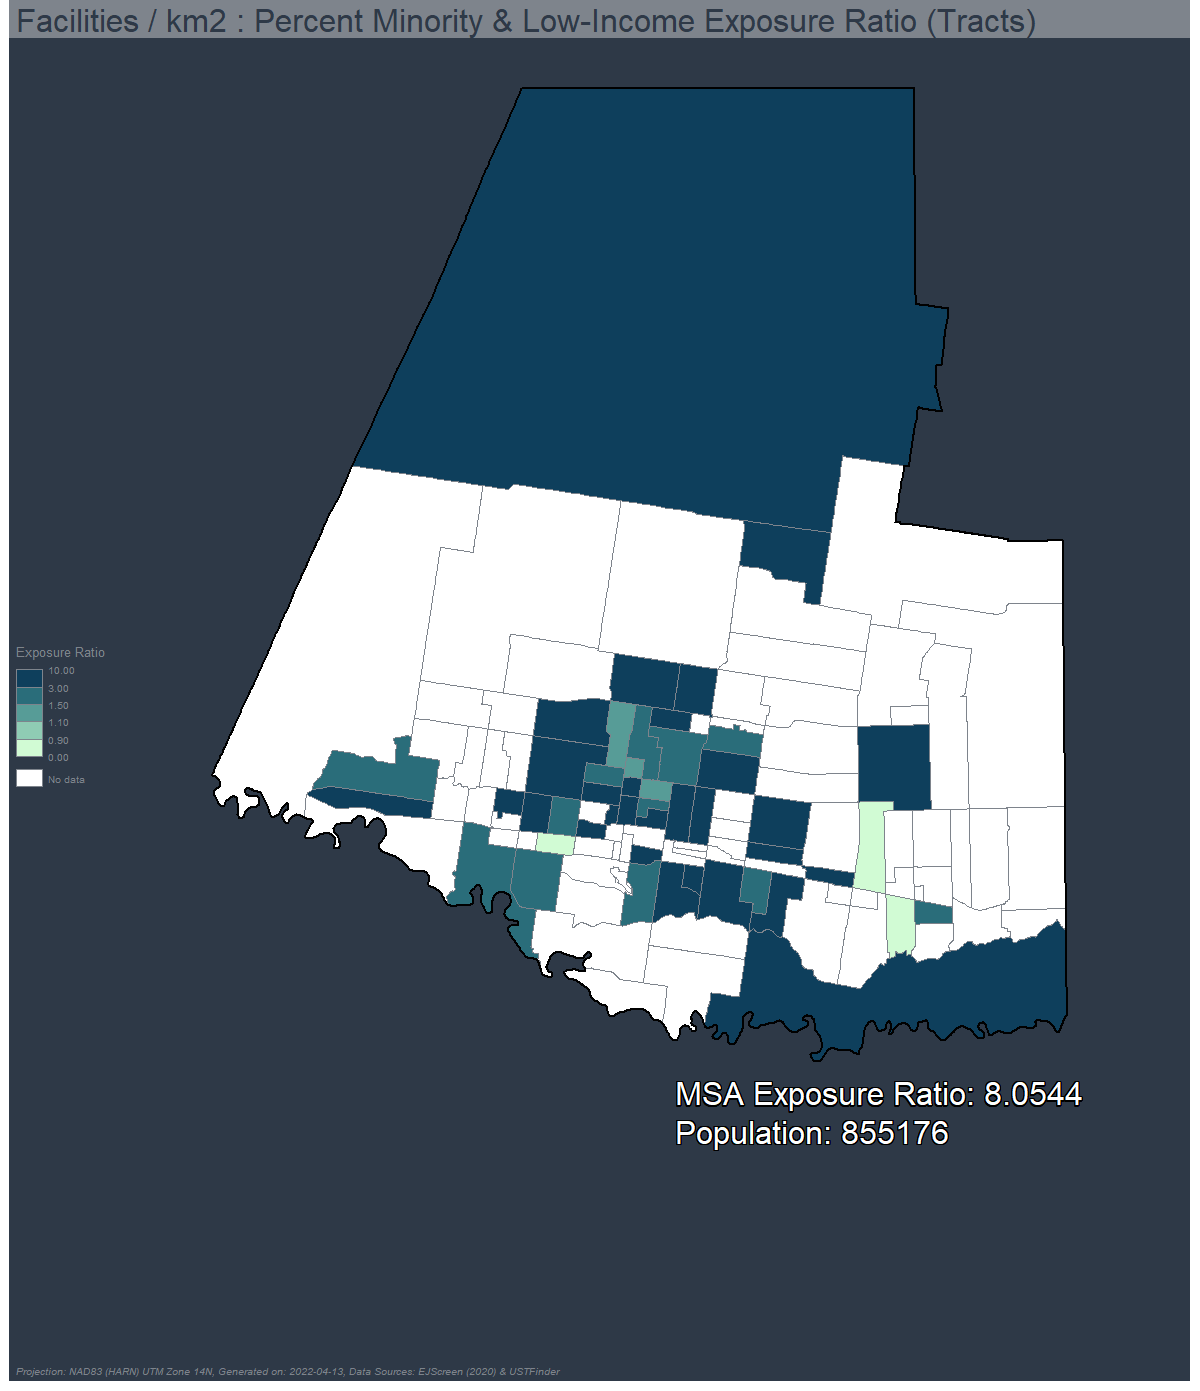 Facilities / km2 : Percent Minority & Low-Income Exposure Ratio (Tracts)
Exposure Ratio
10.00
3.00
1.50
1.10
0.90
0.00
No data
MSA Exposure Ratio: 8.0544
Population: 855176
Projection: NAD83 (HARN) UTM Zone 14N, Generated on: 2022-04-13, Data Sources: EJScreen (2020) & USTFinder